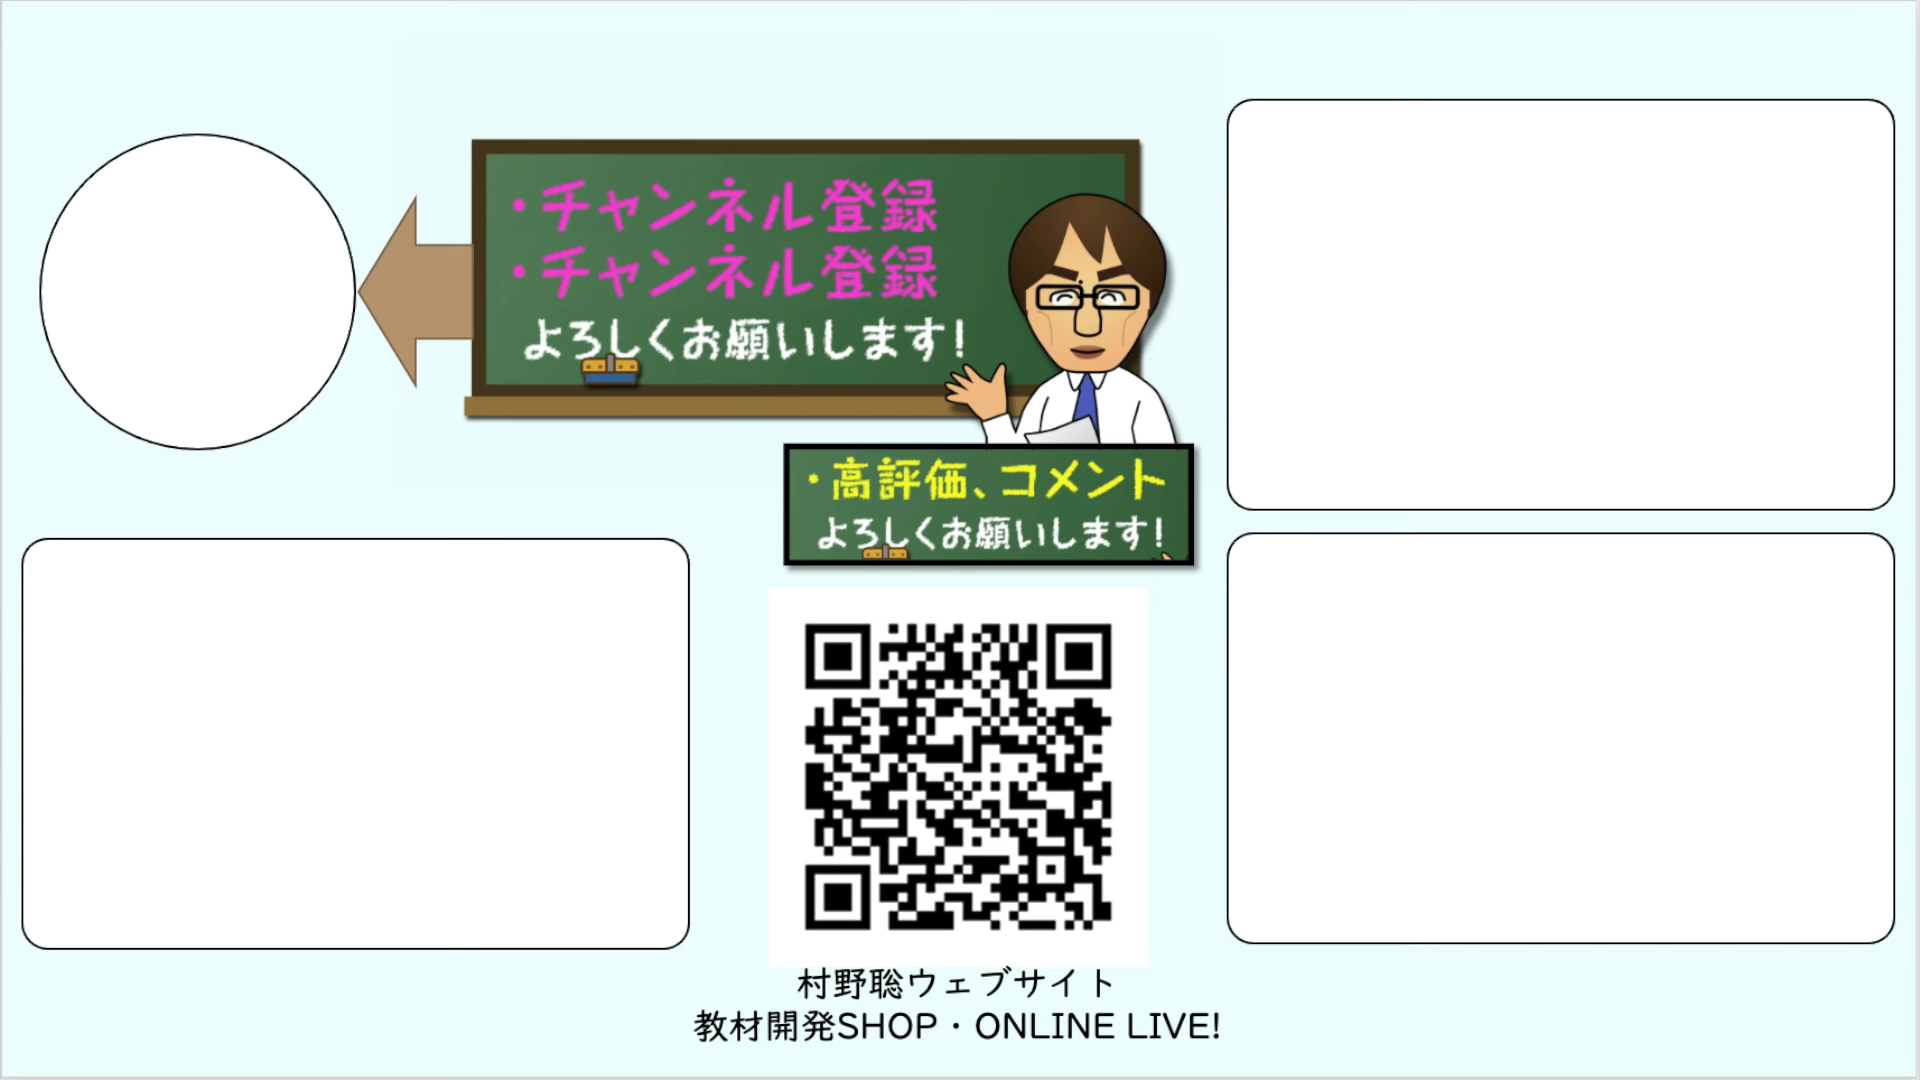 ・チャンネル登録
・チャンネル登録
よろしくお願いします!
・高評価、コメント
よろしくお願いします!
村野聡ウェブサイト
教材開発SHOP・ONLINE LIVE!